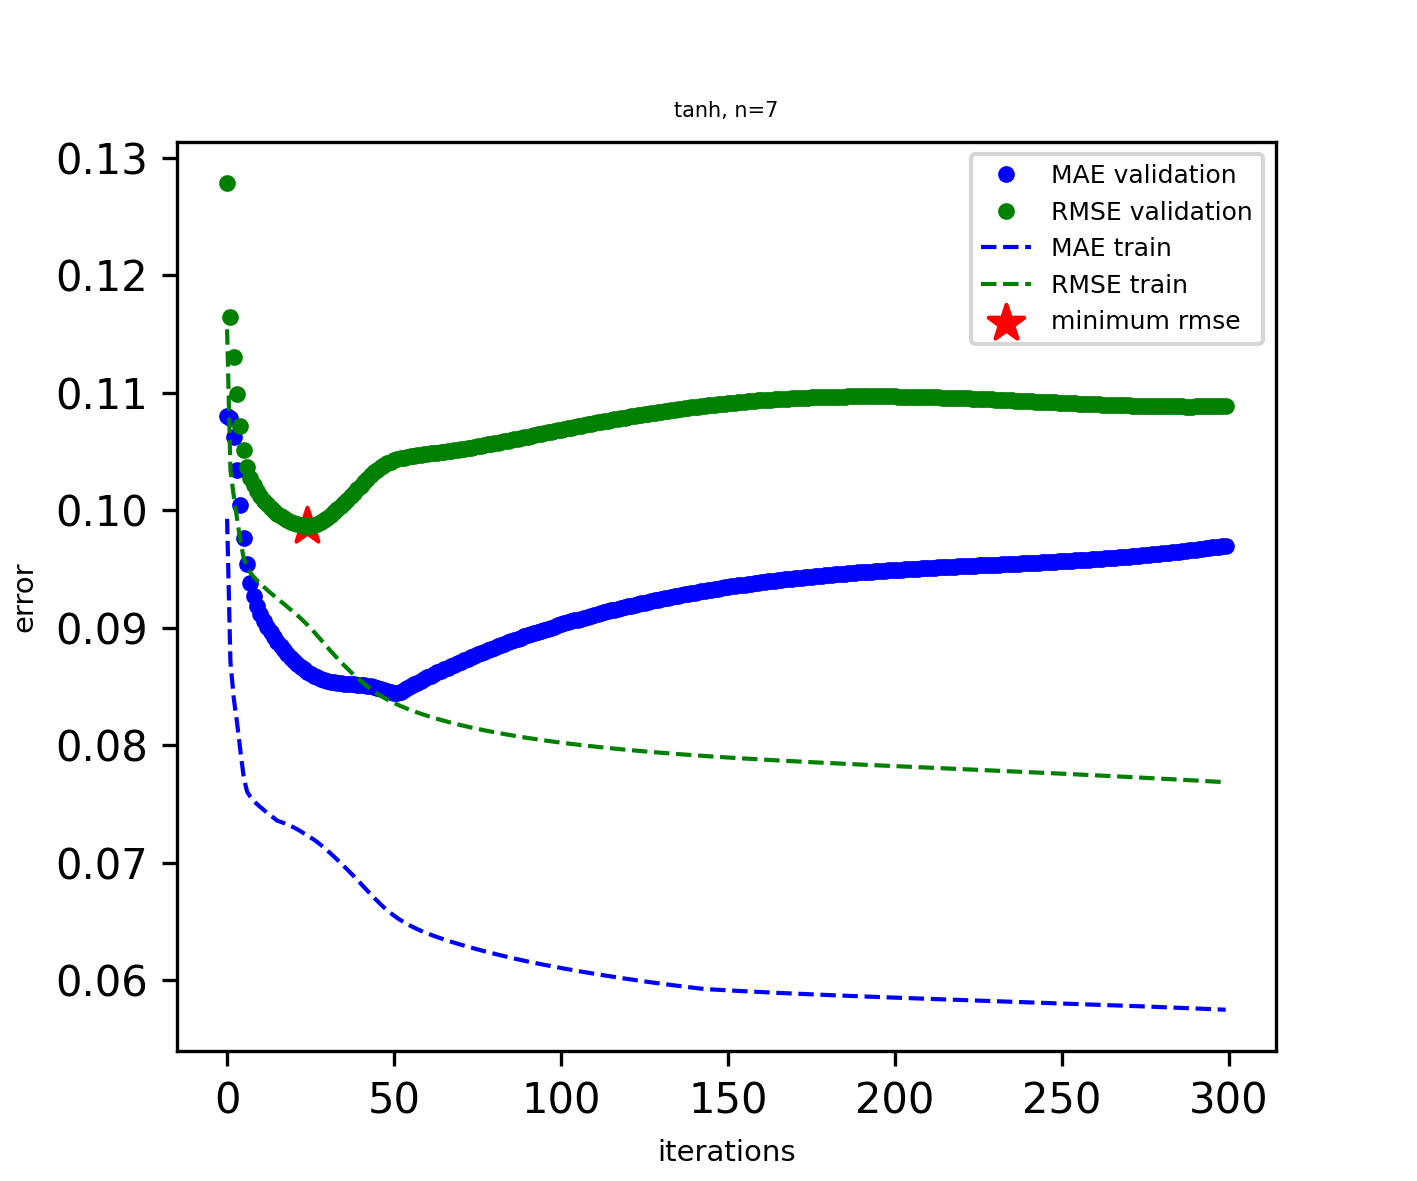 tanh, n=7
0.13
0.12
0.11
0.10
0.09
0.08
0.07
0.06
error
MAE validation
RMSE validation
MAE train
RMSE train
minimum rmse
0 50 100 150 200 250 300
iterations